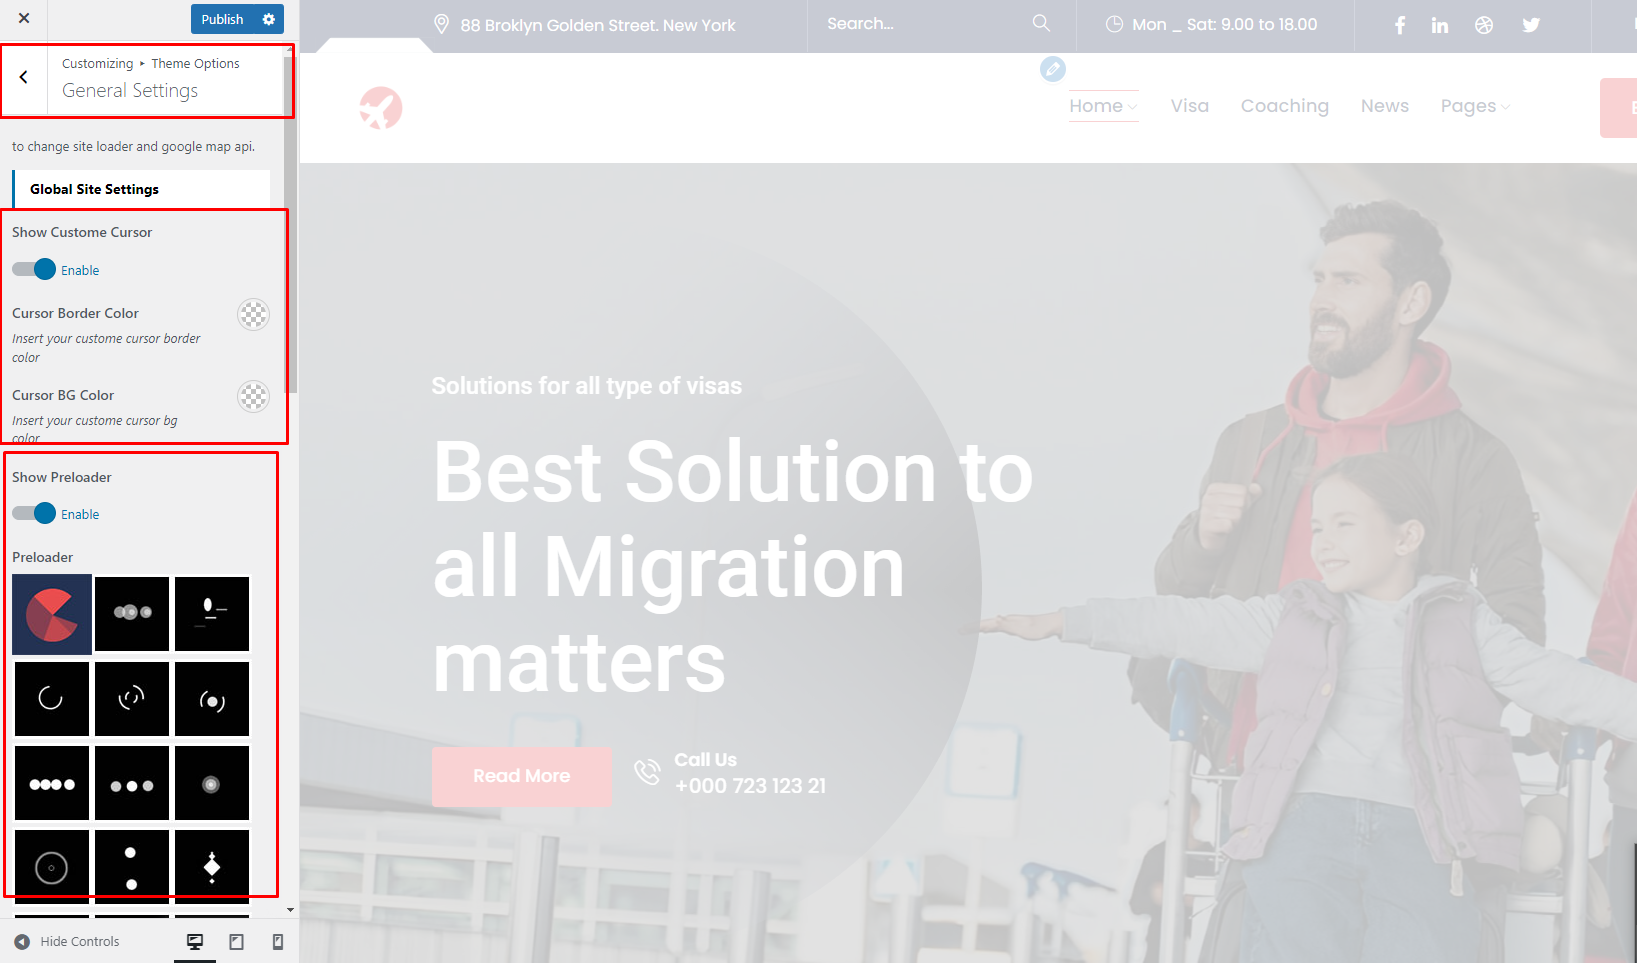 Publish
Customizing ▸ Theme Options
General Settings
to change site loader and google map api.
Global Site Settings
Show Custome Cursor
Enable
Cursor Border Color
Insert your custome cursor border
color
Cursor BG Color
Insert your custome cursor bg
color
Show Preloader
Enable
Preloader
Hide Controls
88 Broklyn Golden Street. New York
Search...
Mon _ Sat: 9.00 to 18.00
Home
Visa
Coaching
News
Pages
Solutions for all type of visas
Best Solution to
all Migration
matters
Read More
Call Us
+000 723 123 21